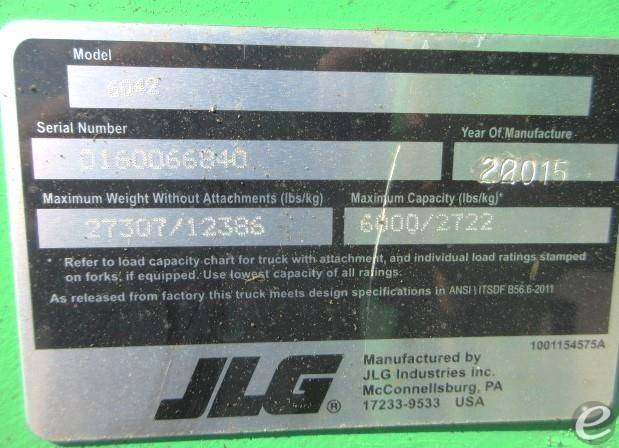 Model
6042
Serial Number
Year Of Manufacture
0160066840
22015
Maximum Weight Without Attachments (lbs/kg)
Maximum Capacity (lbs/kg)*
27307/12386
6000/2722
* Refer to load capacity chart for truck with attachment, and individual load ratings stamped
on forks, if equipped. Use lowest capacity of all ratings.
As released from factory this truck meets design specifications in ANSI \ ITSDF B56.6-2011
1001154575A
JLG®
Manufactured by
JLG Industries inc.
McConnellsburg, PA
17233-9533 USA
e